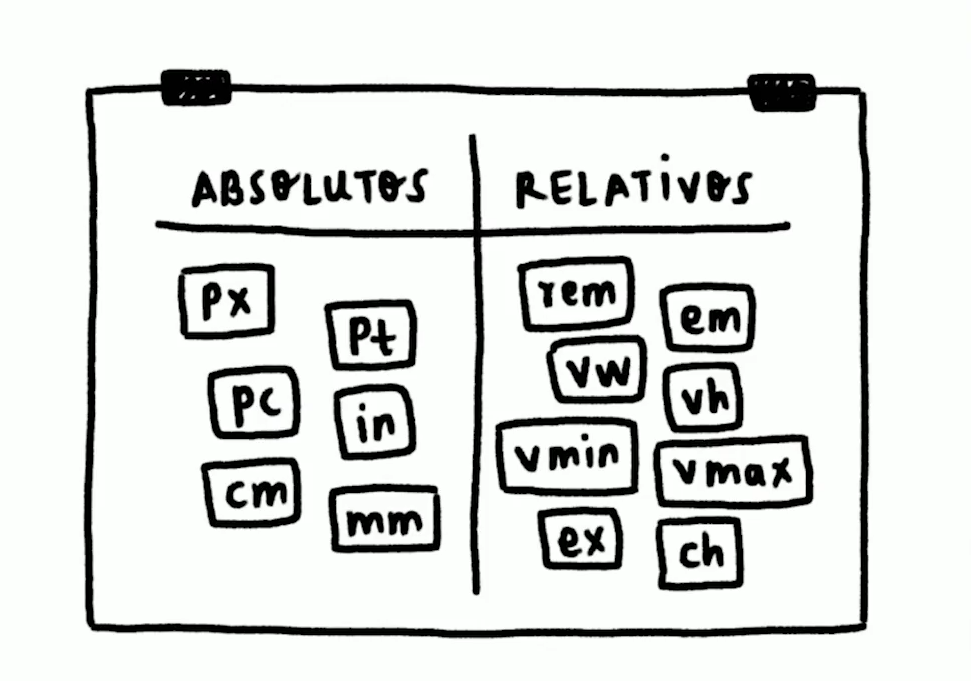 ABSOLUTOS
px
pt
pc
in
cm
mm
RELATiVOS
rem
em
vw
vh
vmin
vmax
ex
ch